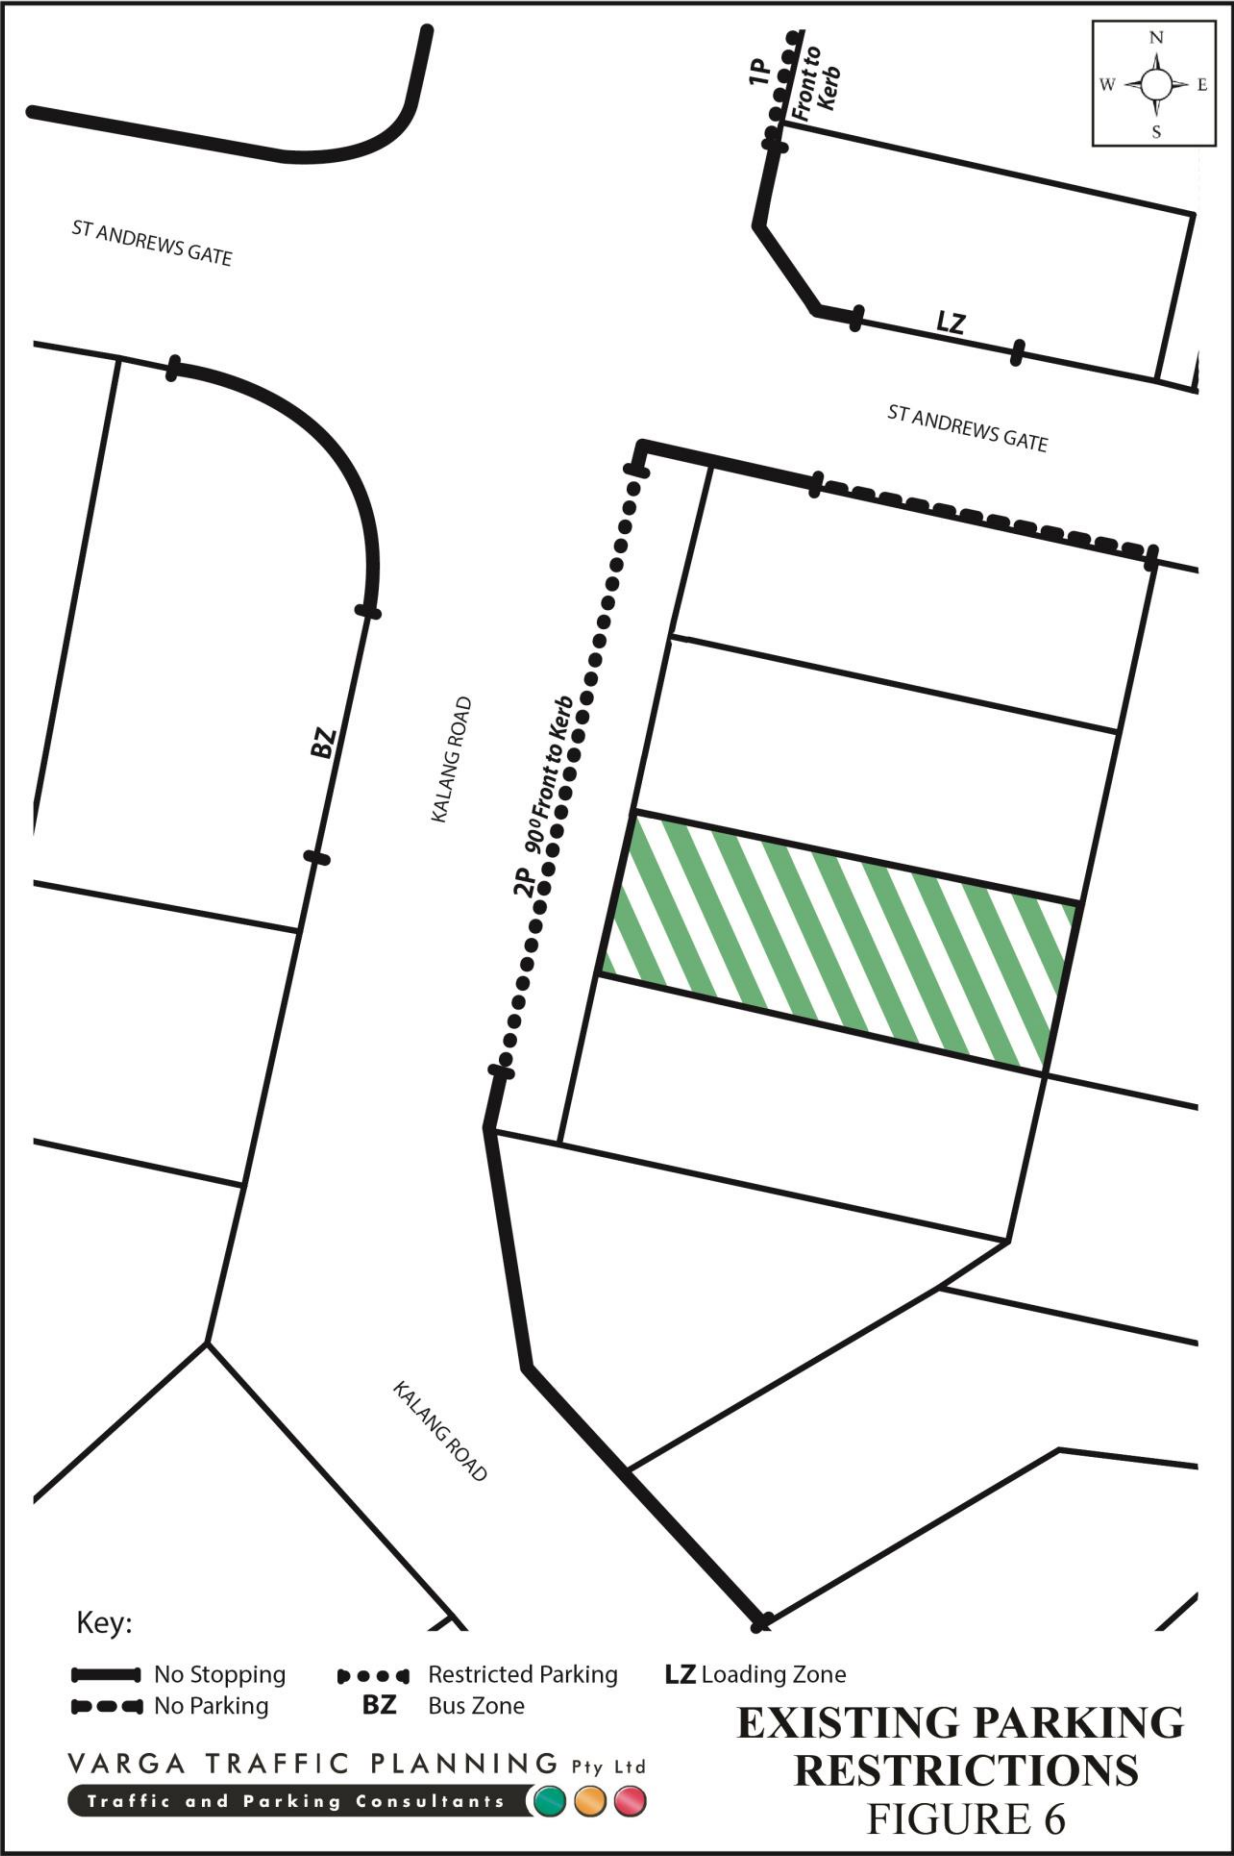 1P
Front to
Kerb
N
W E
S
ST ANDREWS GATE
LZ
ST ANDREWS GATE
BZ
KALANG ROAD
2P 90⁰ Front to Kerb
KALANG ROAD
Key:
No Stopping
Restricted Parking
LZ Loading Zone
No Parking
BZ Bus Zone
EXISTING PARKING
RESTRICTIONS
FIGURE 6
VARGA TRAFFIC PLANNING Pty Ltd
Traffic and Parking Consultants